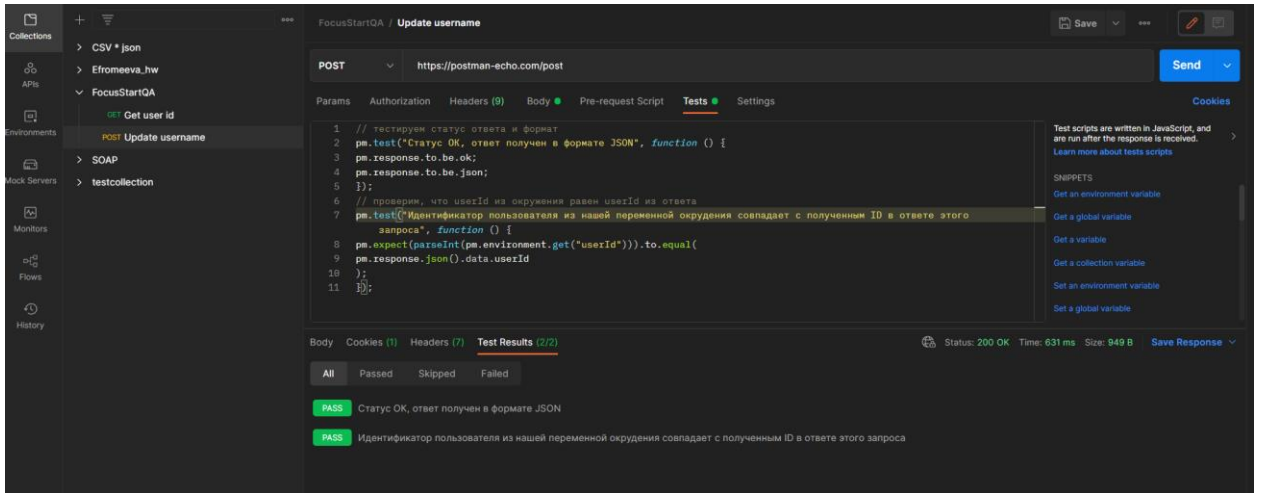 Collections
APIs
Environments
Mock Servers
Monitors
Flows
History
CSV * json
Efromeeva_hw
FocusStartQA
GET Get user id
POST Update username
SOAP
testcollection
FocusStartQA / Update username
Save
POST
https://postman-echo.com/post
Send
Params Authorization Headers (9) Body Pre-request Script Tests Settings
Cookies
1 // тестируем статус ответа и формат
2 pm.test("Статус OK, ответ получен в формате JSON", function () {
3 pm.response.to.be.ok;
4 pm.response.to.be.json;
5 });
6 // проверим, что userId из окружения равен userId из ответа
7 pm.test("Идентификатор пользователя из нашей переменной окрудения совпадает с полученным ID в ответе этого
запроса", function () {
8 pm.expect(parseInt(pm.environment.get("userId"))).to.equal(
9 pm.response.json().data.userId
10 );
11 });
Test scripts are written in JavaScript, and
are run after the response is received.
Learn more about tests scripts
SNIPPETS
Get an environment variable
Get a global variable
Get a variable
Get a collection variable
Set an environment variable
Set a global variable
Body Cookies (1) Headers (7) Test Results (2/2)
Status: 200 OK Time: 631 ms Size: 949 B Save Response
All Passed Skipped Failed
PASS Статус OK, ответ получен в формате JSON
PASS Идентификатор пользователя из нашей переменной окрудения совпадает с полученным ID в ответе этого запроса